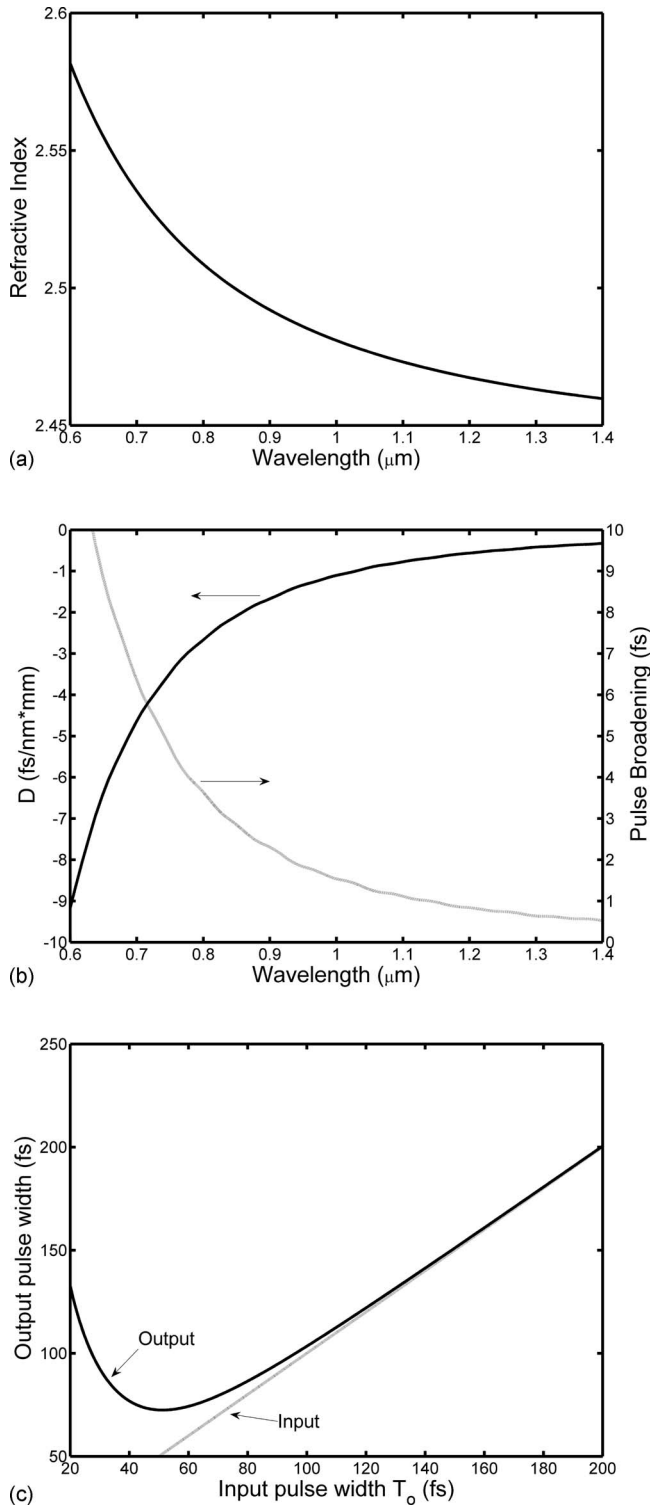 2.6
2.55
2.5
2.45
Refractive Index
0.6 0.7 0.8 0.9 1 1.1 1.2 1.3 1.4
Wavelength (μm)
(a)
0
-1
-2
-3
-4
-5
-6
-7
-8
-9
-10
D (fs/nm*mm)
10
9
8
7
6
5
4
3
2
1
0
Pulse Broadening (fs)
0.6 0.7 0.8 0.9 1 1.1 1.2 1.3 1.4
Wavelength (μm)
(b)
250
200
150
100
50
Output pulse width (fs)
Output
Input
20 40 60 80 100 120 140 160 180 200
Input pulse width T_o (fs)
(c)